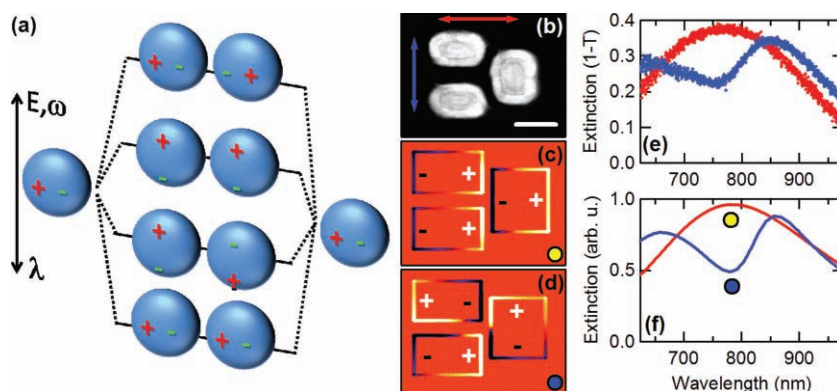 (a)
E,ω
λ
+ -
- +
+ -
+ -
+ -
+ -
+ -
- +
+ -
+ -
(b)
(c)
- +
- +
- +
(d)
+ -
- +
+ -
Extinction (1-T)
0.4
0.3
0.2
0.1
0.0
700 800 900
(e)
Extinction (arb. u.)
1.0
0.5
0.0
700 800 900
(f)
Wavelength (nm)